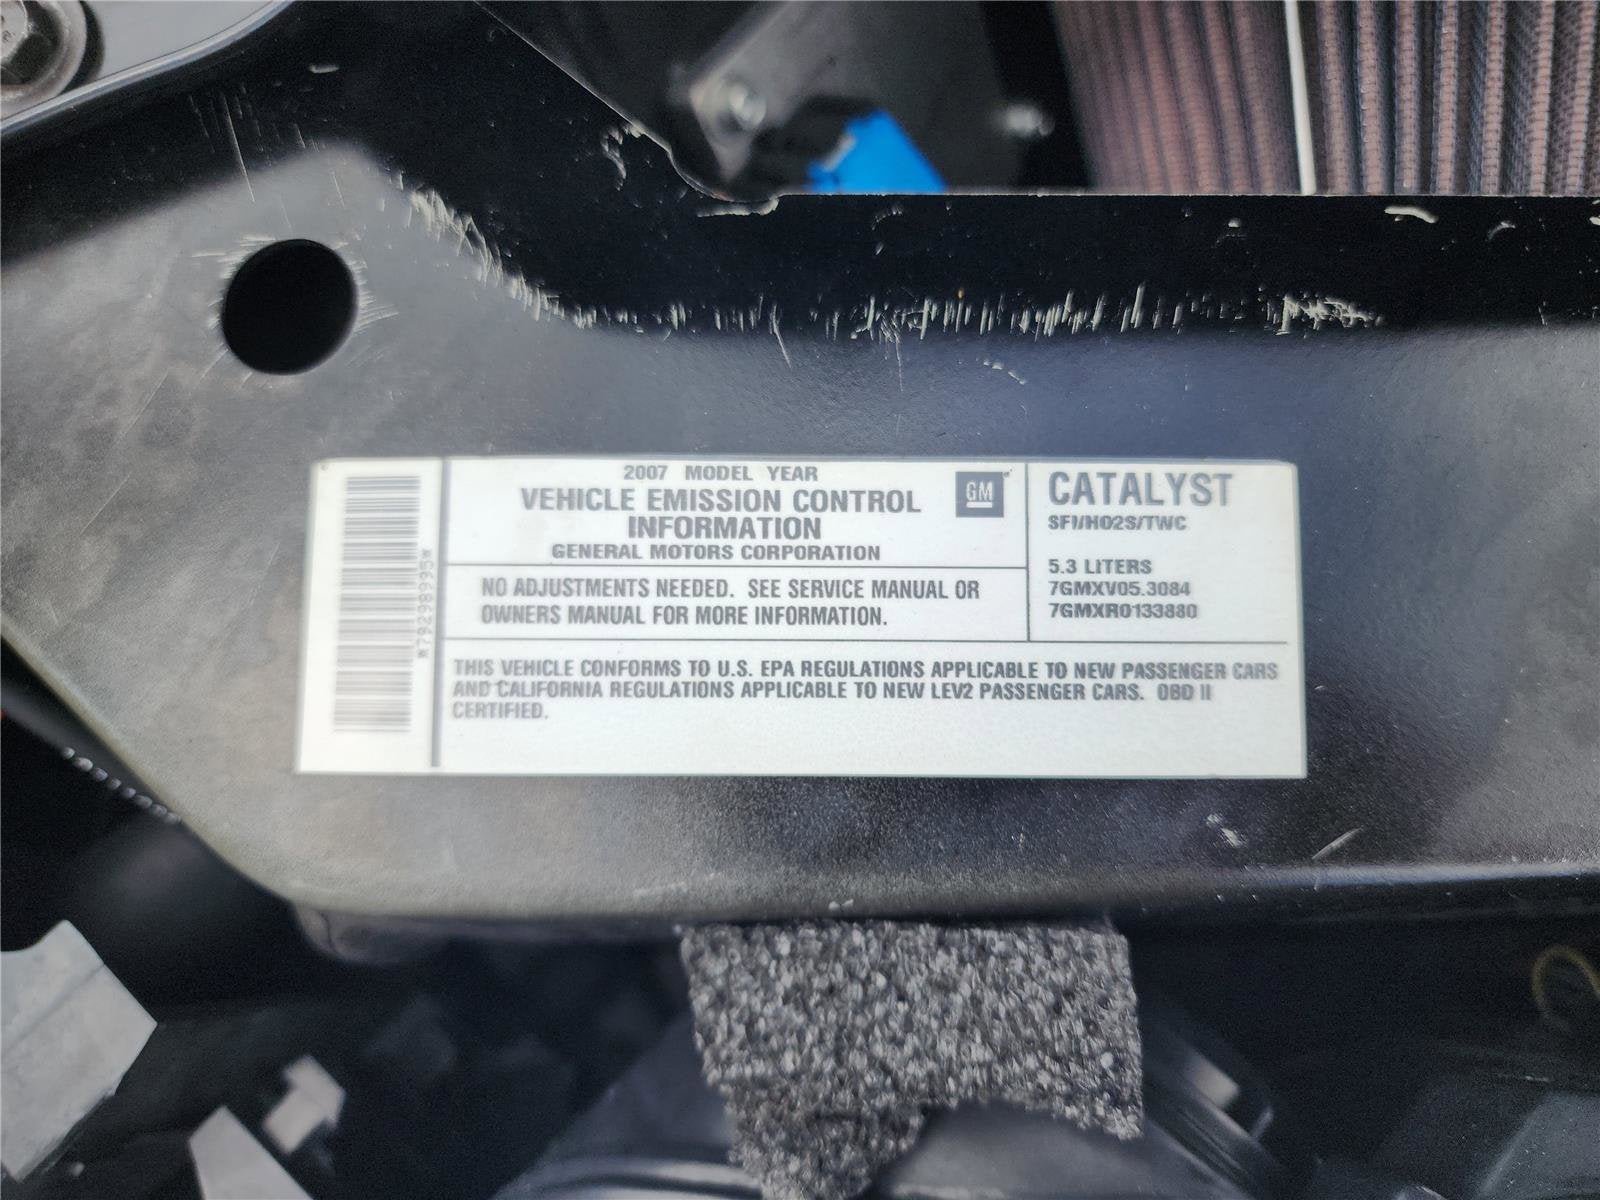 2007 MODEL YEAR
VEHICLE EMISSION CONTROL
INFORMATION
GENERAL MOTORS CORPORATION
GM
NO ADJUSTMENTS NEEDED. SEE SERVICE MANUAL OR
OWNERS MANUAL FOR MORE INFORMATION.
CATALYST
SFI/HO2S/TWC
5.3 LITERS
7GMXV05.3084
7GMXR0133880
THIS VEHICLE CONFORMS TO U.S. EPA REGULATIONS APPLICABLE TO NEW PASSENGER CARS
AND CALIFORNIA REGULATIONS APPLICABLE TO NEW LEV2 PASSENGER CARS. OBD II
CERTIFIED.
*79298995*